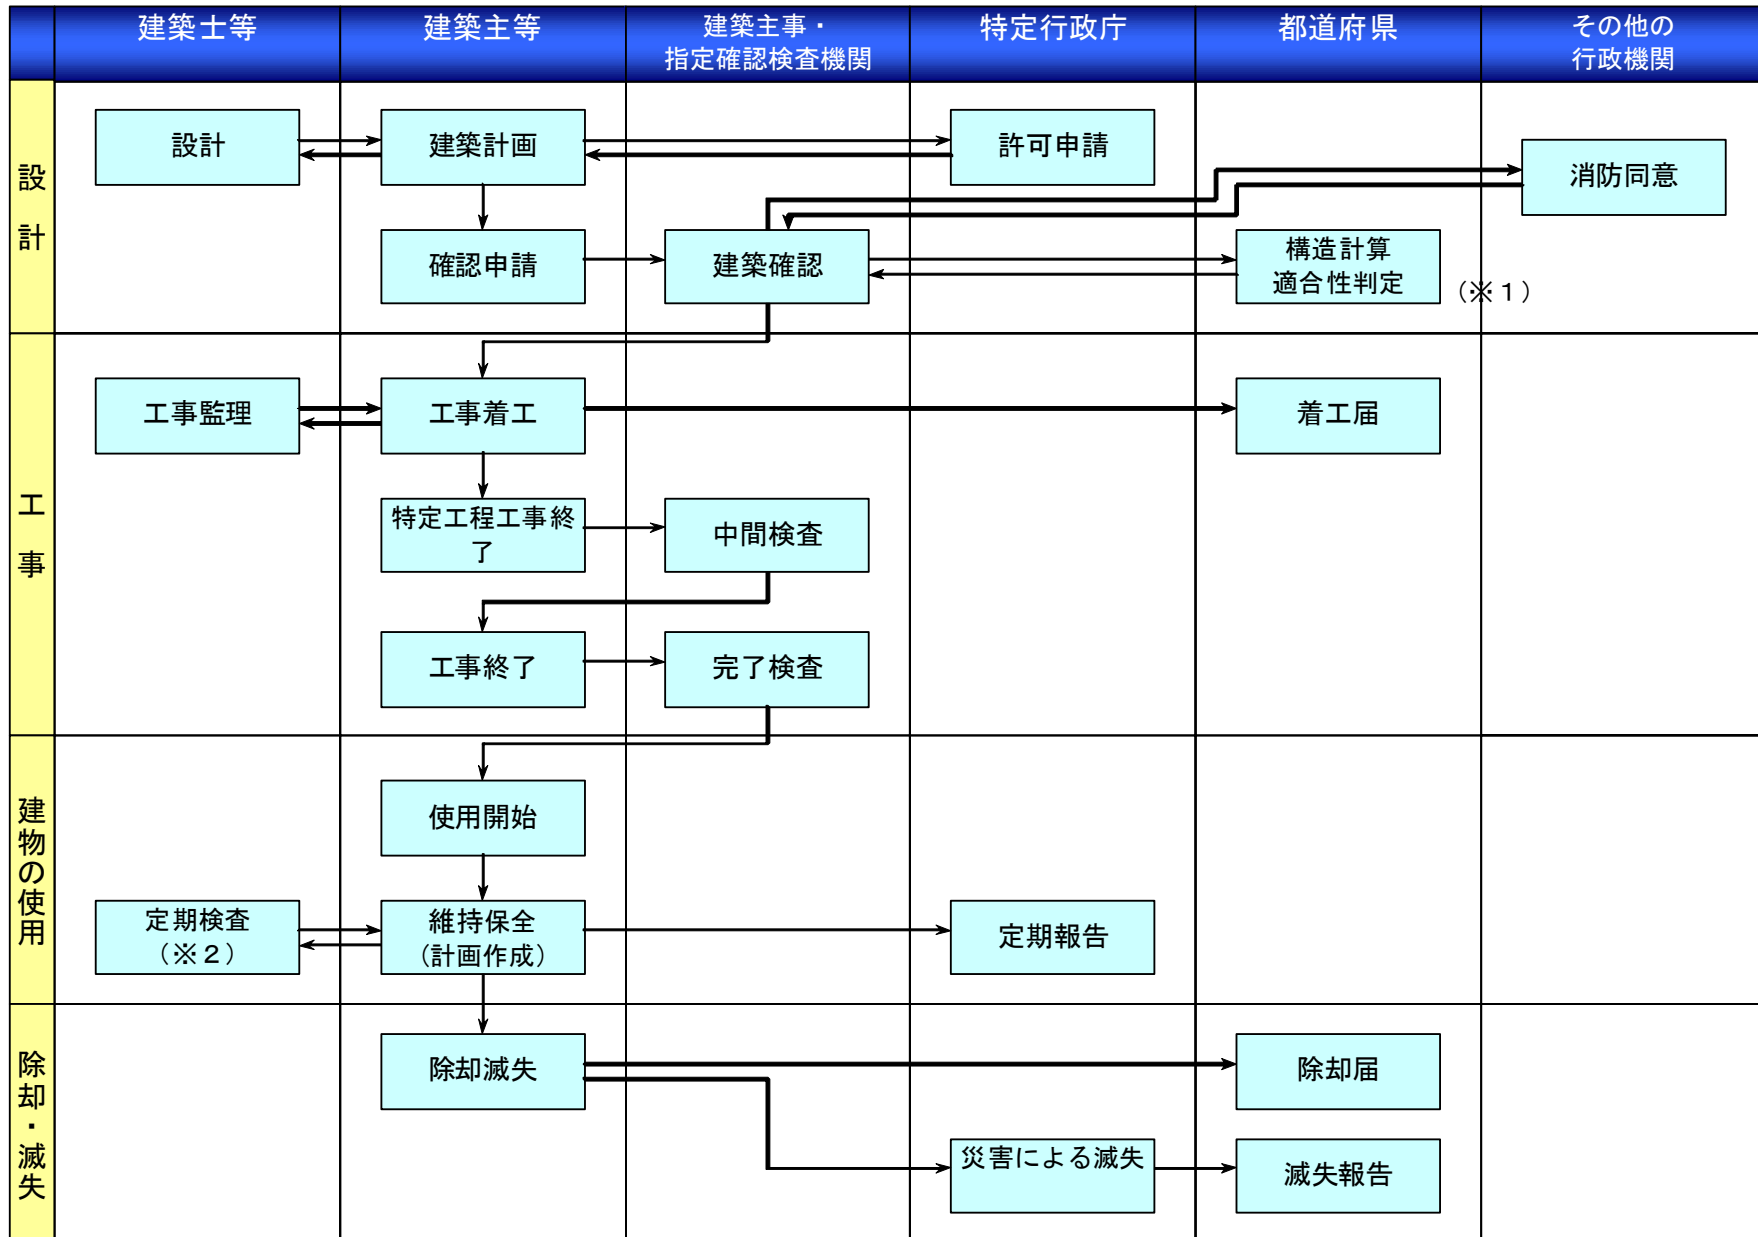 建築士等
建築主等
建築主事・
指定確認検査機関
特定行政庁
都道府県
その他の
行政機関
設計
設計
建築計画
許可申請
消防同意
確認申請
建築確認
構造計算
適合性判定
（※１）
工事
工事監理
工事着工
着工届
特定工程工事終
了
中間検査
工事終了
完了検査
建物の使用
使用開始
定期検査
（※２）
維持保全
（計画作成）
定期報告
除却・滅失
除却滅失
除却届
災害による滅失
滅失報告